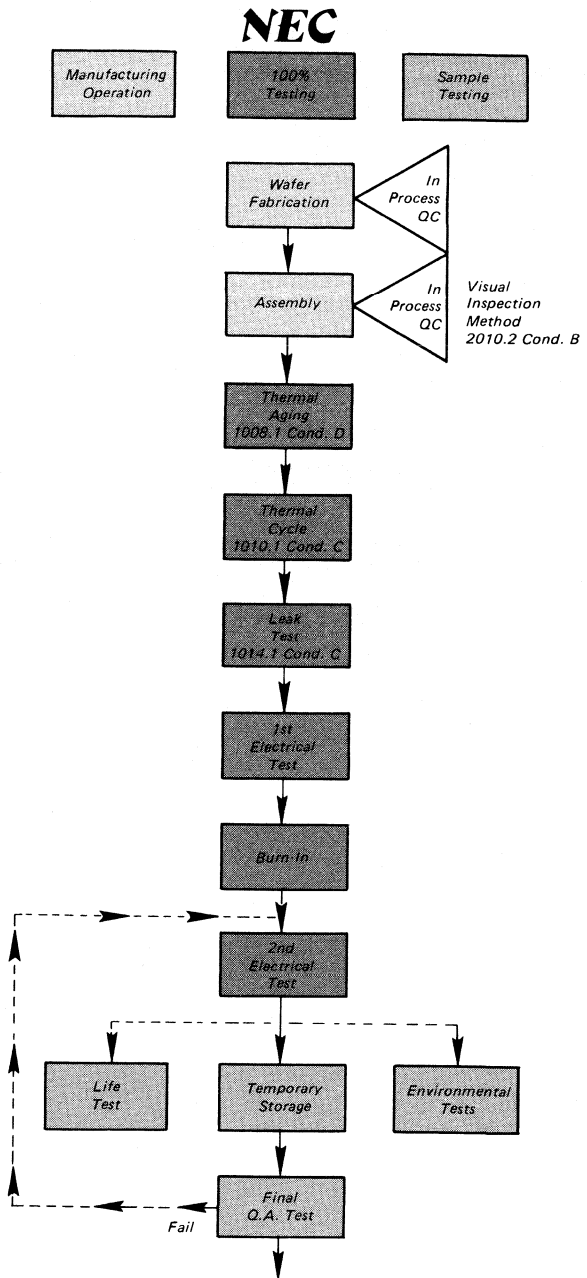 NEC
Manufacturing
Operation
100%
Testing
Sample
Testing
Wafer
Fabrication
In
Process
QC
Assembly
In
Process
QC
Visual
Inspection
Method
2010.2 Cond. B
Thermal
Aging
1008.1 Cond. D
Thermal
Cycle
1010.1 Cond. C
Leak
Test
1014.1 Cond. C
1st
Electrical
Test
Burn-In
2nd
Electrical
Test
Life
Test
Temporary
Storage
Environmental
Tests
Final
Q.A. Test
Fail